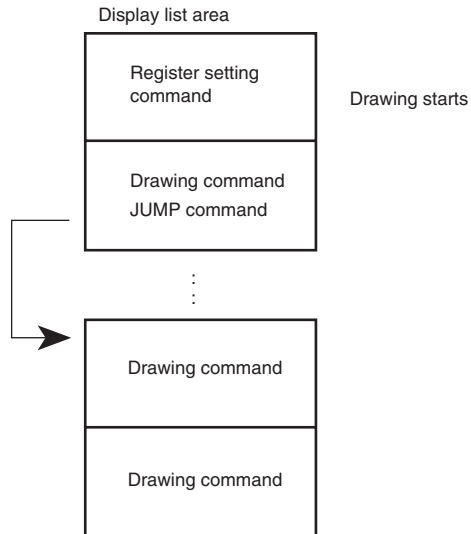 Display list area
Register setting
command
Drawing starts
Drawing command
JUMP command
Drawing command
Drawing command